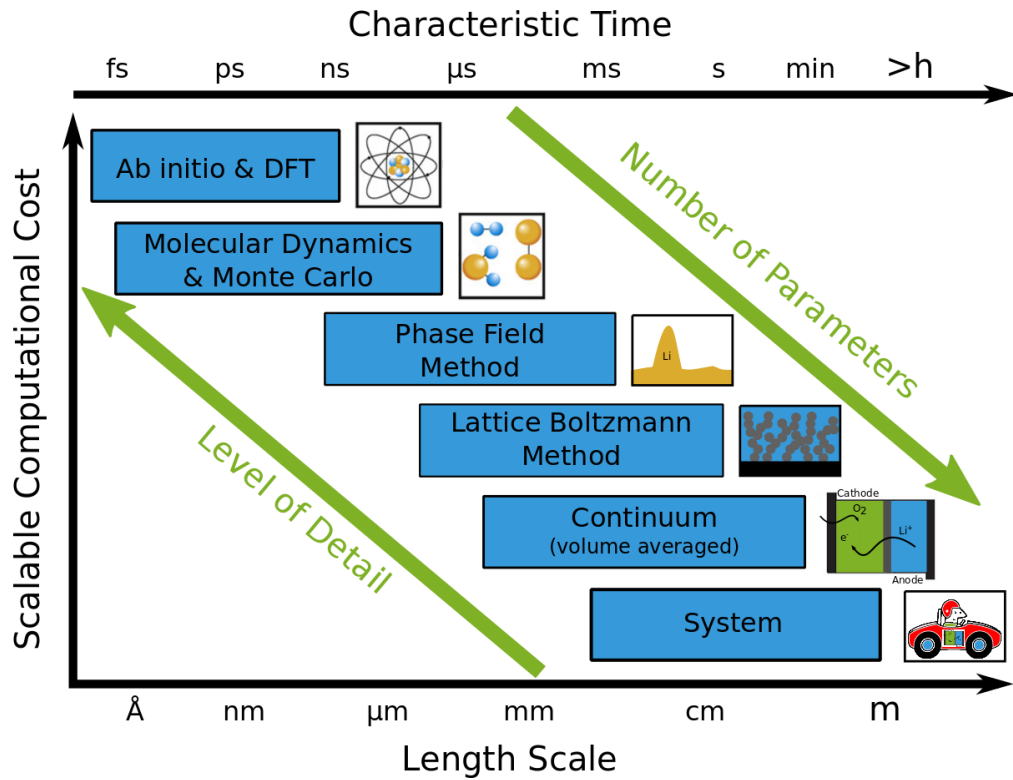 Characteristic Time
fs ps ns µs ms s min >h
Scalable Computational Cost
Ab initio & DFT
Number of Parameters
Molecular Dynamics
& Monte Carlo
Phase Field
Method
Li
Level of Detail
Lattice Boltzmann
Method
Continuum
(volume averaged)
Cathode
O2
e-
Li+
Anode
System
Å nm µm mm cm m
Length Scale